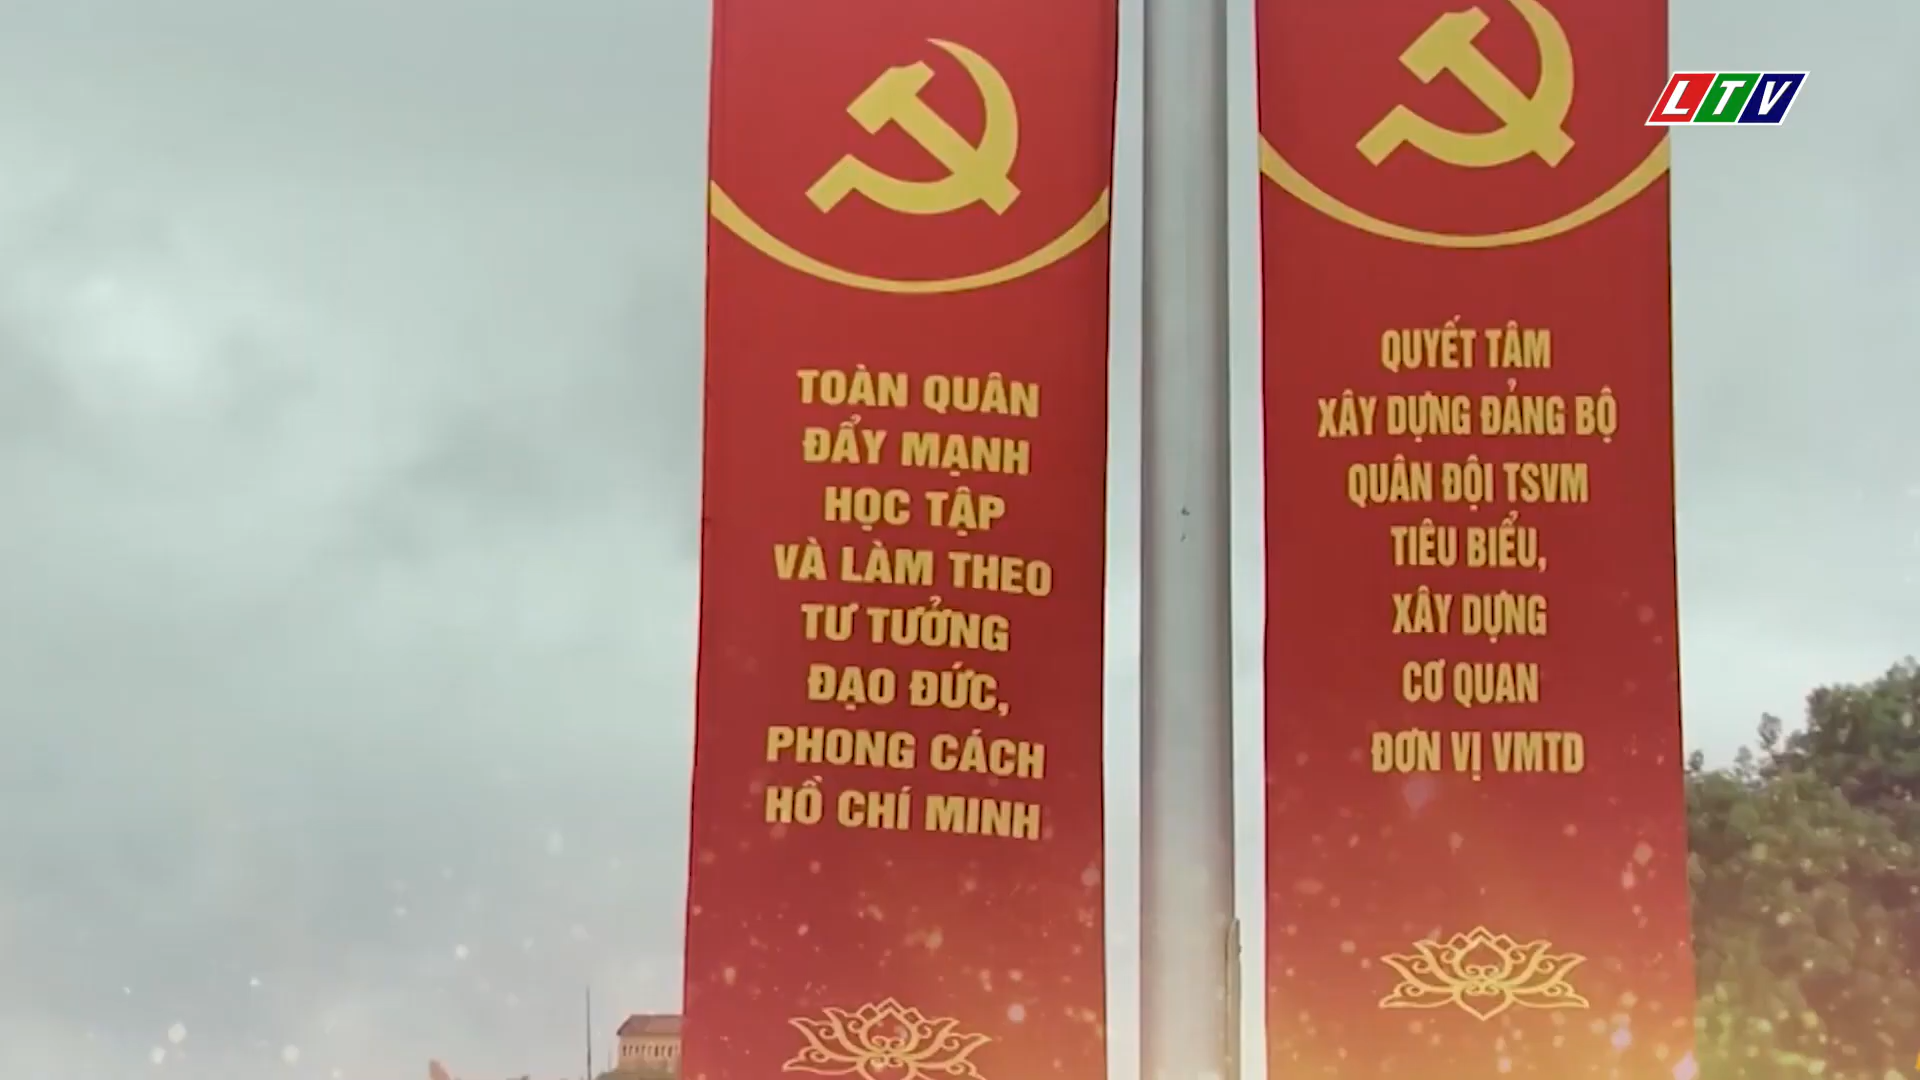 LTV
TOÀN QUÂN
ĐẨY MẠNH
HỌC TẬP
VÀ LÀM THEO
TƯ TƯỞNG
ĐẠO ĐỨC,
PHONG CÁCH
HỒ CHÍ MINH
QUYẾT TÂM
XÂY DỰNG ĐẢNG BỘ
QUÂN ĐỘI TSVM
TIÊU BIỂU,
XÂY DỰNG
CƠ QUAN
ĐƠN VỊ VMTD